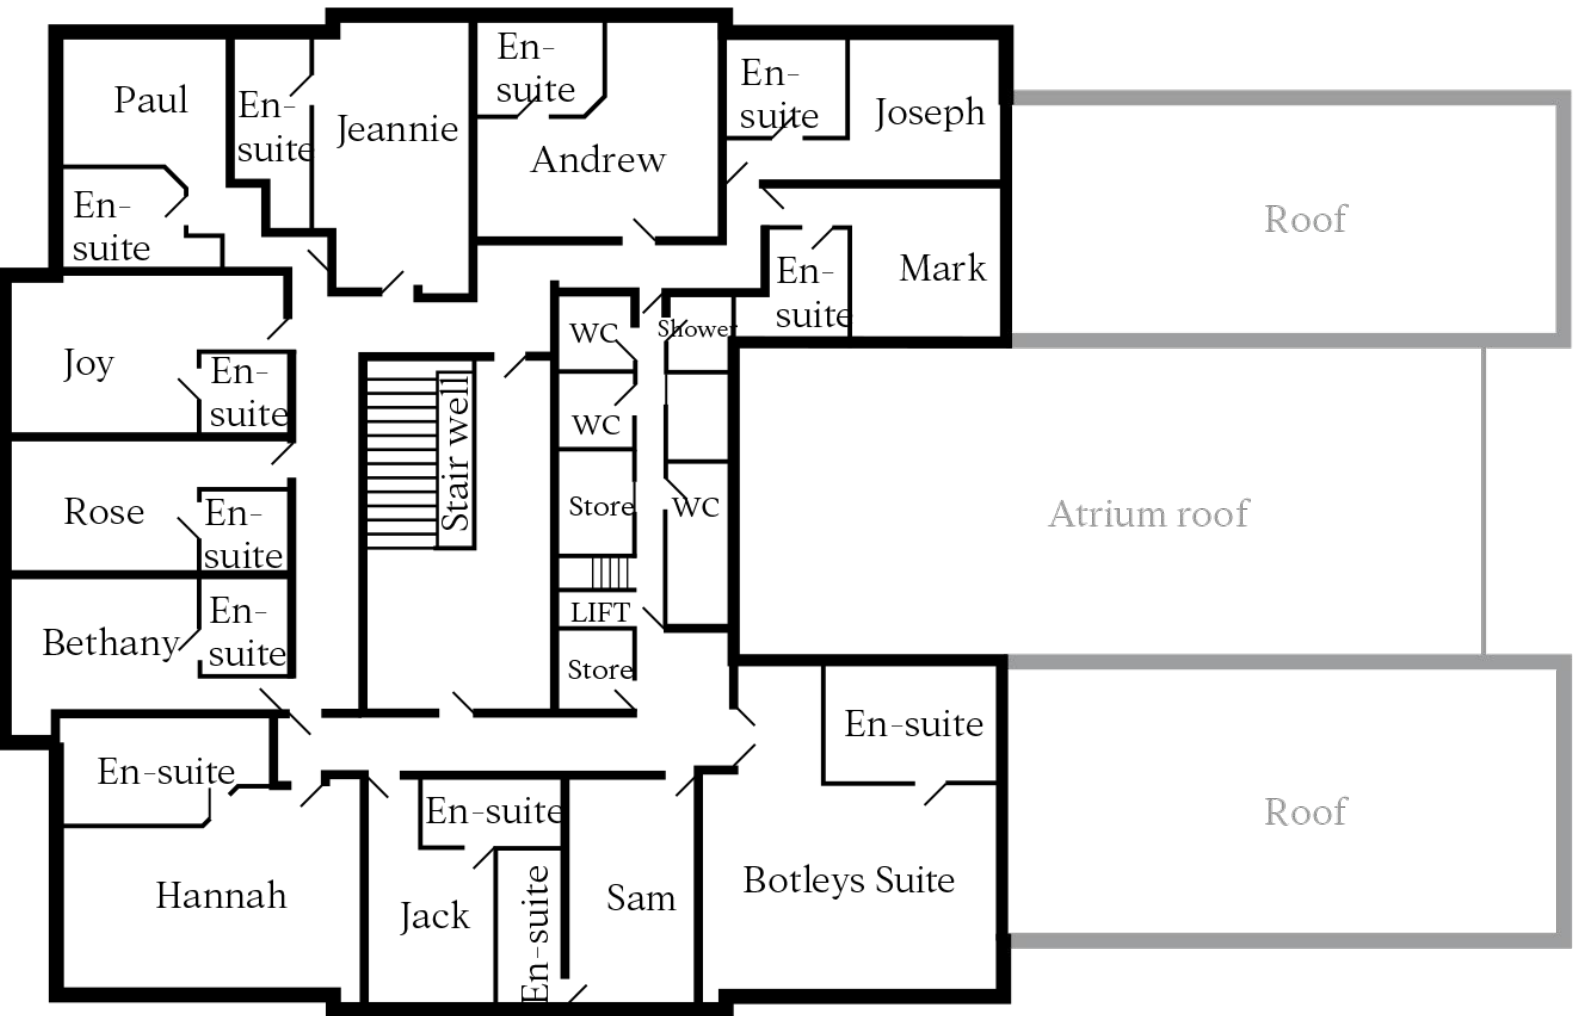 Paul
En-
suite
En-
suite
Jeannie
En-
suite
Andrew
En-
suite
Joseph
Roof
En-
suite
Mark
Joy
En-
suite
Stair well
WC
Shower
WC
Store
WC
LIFT
Store
Atrium roof
Rose
En-
suite
Bethany
En-
suite
En-suite
Hannah
En-suite
Jack
En-suite
Sam
En-suite
Botleys Suite
Roof